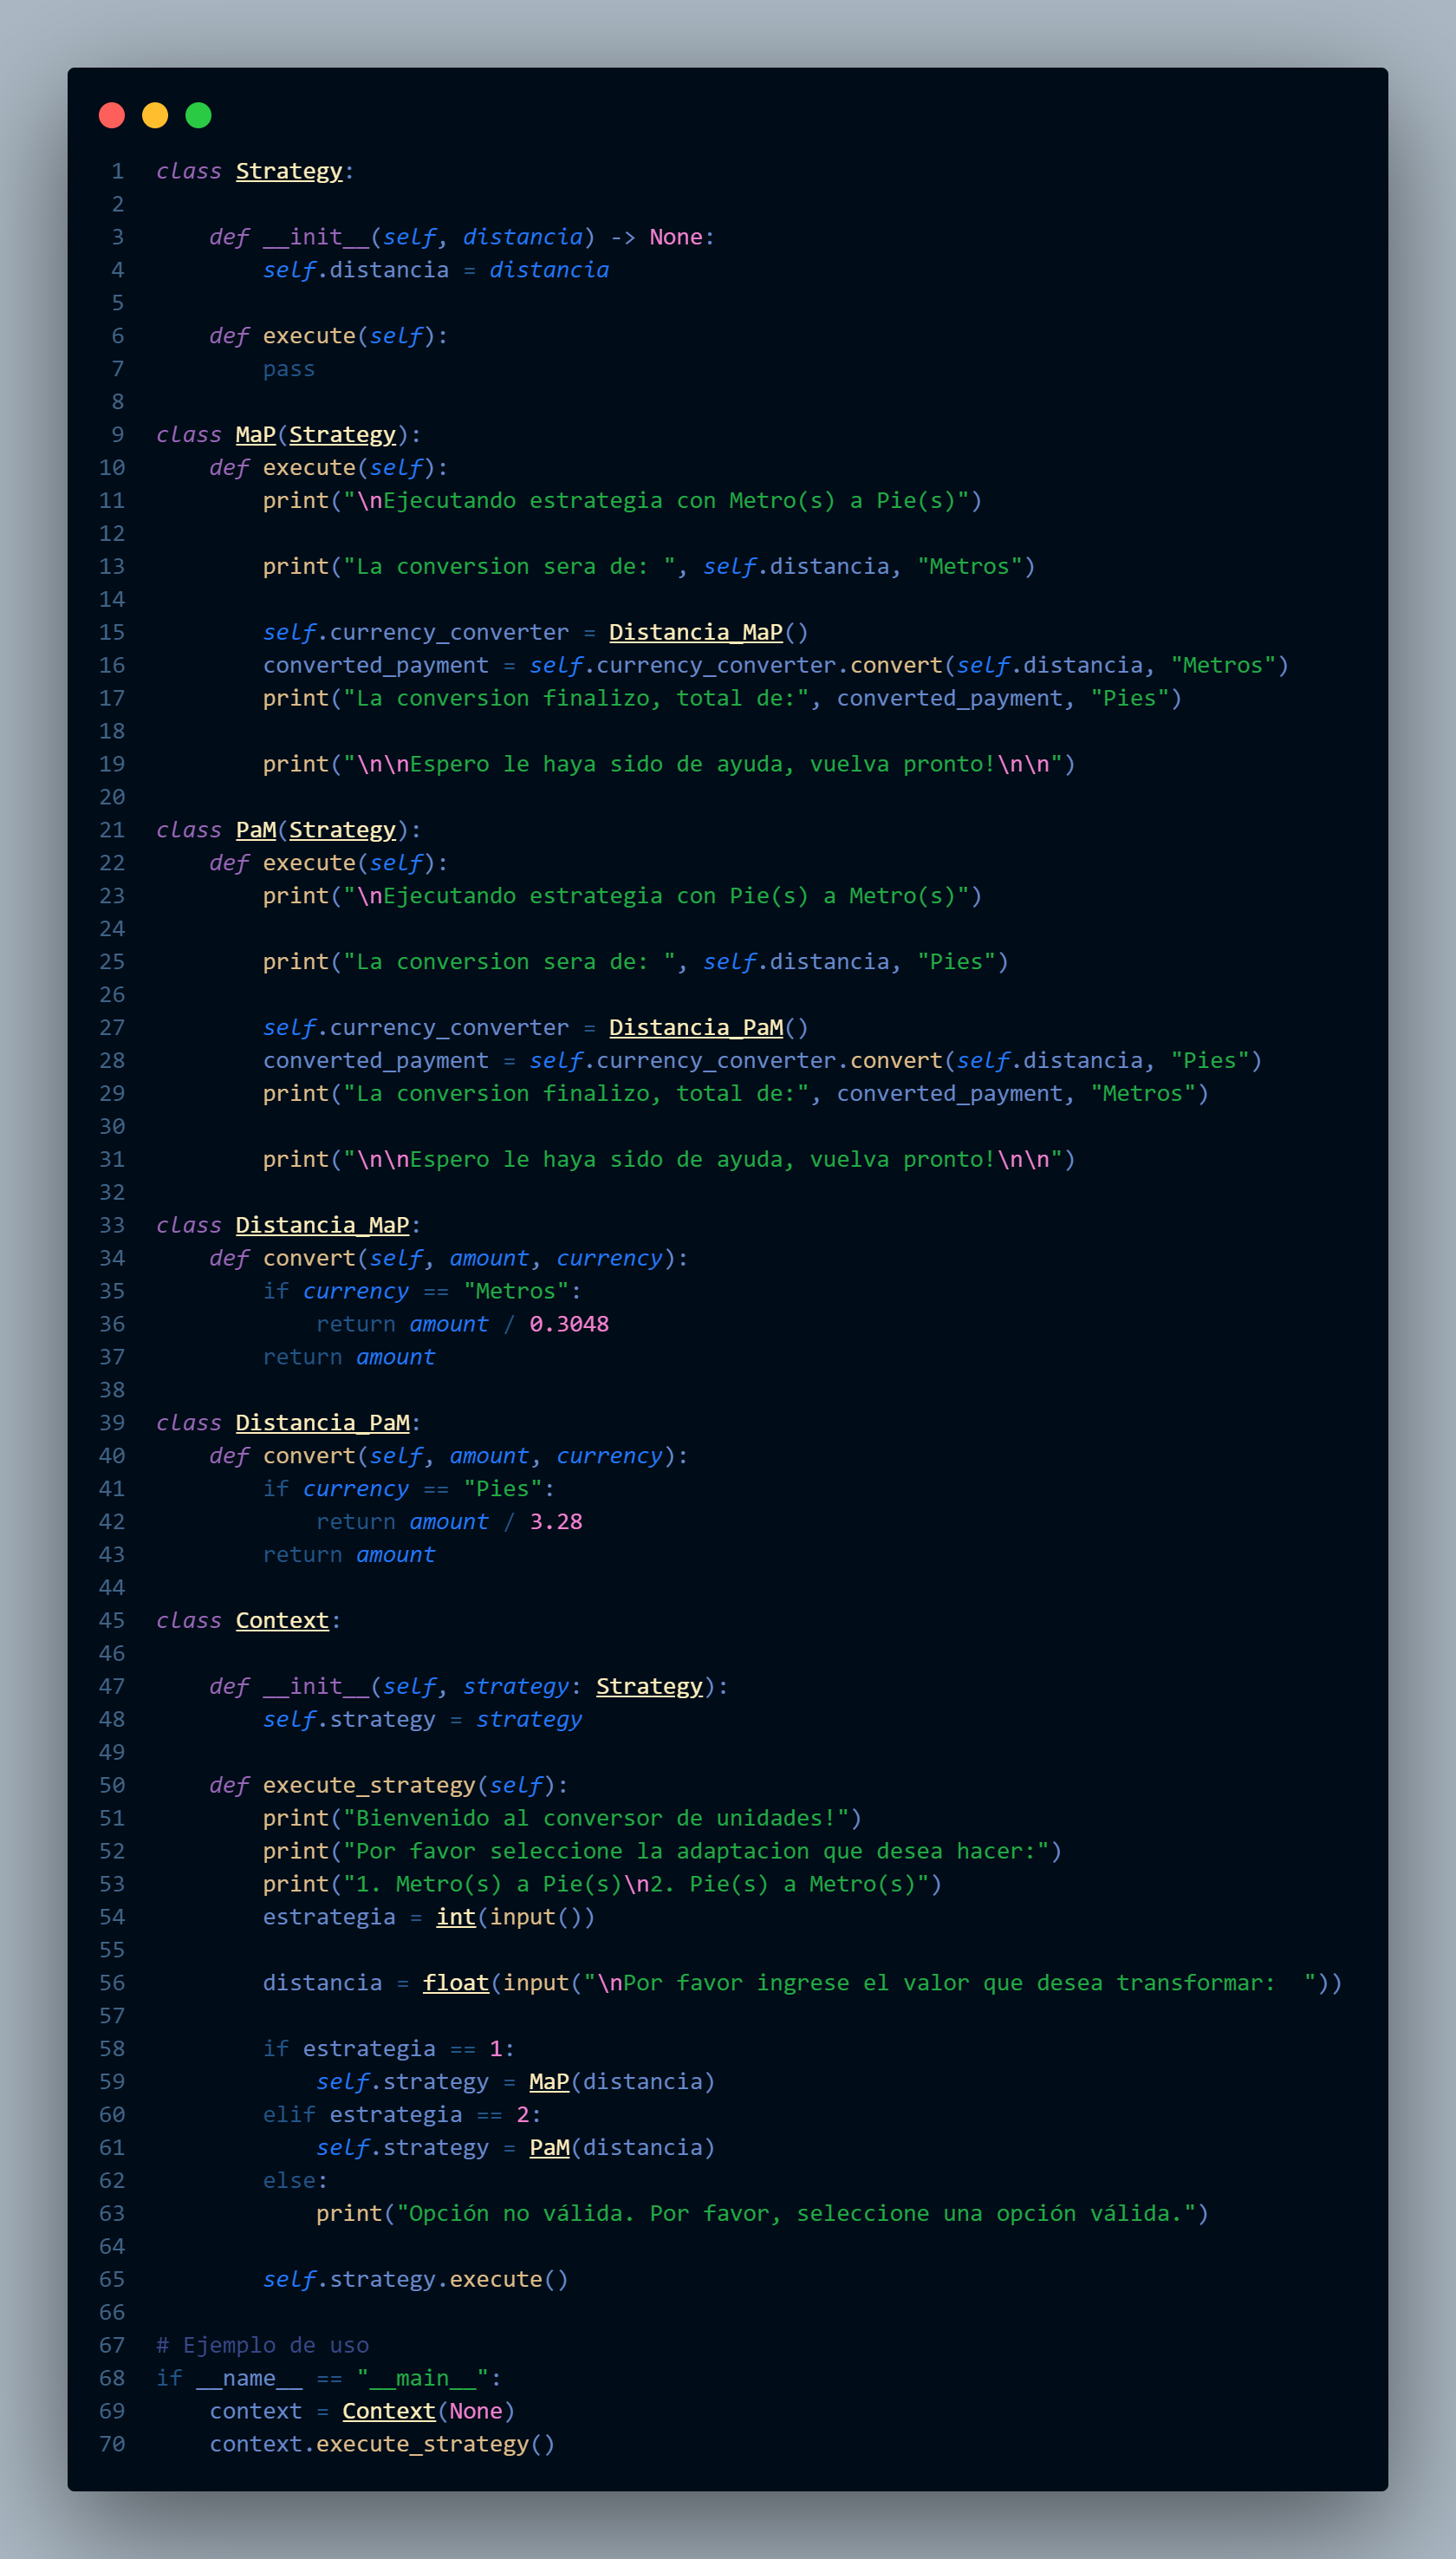 1 class Strategy:
2
3     def __init__(self, distancia) -> None:
4         self.distancia = distancia
5
6     def execute(self):
7         pass
8
9 class MaP(Strategy):
10     def execute(self):
11         print("\nEjecutando estrategia con Metro(s) a Pie(s)")
12
13         print("La conversion sera de: ", self.distancia, "Metros")
14
15         self.currency_converter = Distancia_MaP()
16         converted_payment = self.currency_converter.convert(self.distancia, "Metros")
17         print("La conversion finalizo, total de:", converted_payment, "Pies")
18
19         print("\n\nEspero le haya sido de ayuda, vuelva pronto!\n\n")
20
21 class PaM(Strategy):
22     def execute(self):
23         print("\nEjecutando estrategia con Pie(s) a Metro(s)")
24
25         print("La conversion sera de: ", self.distancia, "Pies")
26
27         self.currency_converter = Distancia_PaM()
28         converted_payment = self.currency_converter.convert(self.distancia, "Pies")
29         print("La conversion finalizo, total de:", converted_payment, "Metros")
30
31         print("\n\nEspero le haya sido de ayuda, vuelva pronto!\n\n")
32
33 class Distancia_MaP:
34     def convert(self, amount, currency):
35         if currency == "Metros":
36             return amount / 0.3048
37         return amount
38
39 class Distancia_PaM:
40     def convert(self, amount, currency):
41         if currency == "Pies":
42             return amount / 3.28
43         return amount
44
45 class Context:
46
47     def __init__(self, strategy: Strategy):
48         self.strategy = strategy
49
50     def execute_strategy(self):
51         print("Bienvenido al conversor de unidades!")
52         print("Por favor seleccione la adaptacion que desea hacer:")
53         print("1. Metro(s) a Pie(s)\n2. Pie(s) a Metro(s)")
54         estrategia = int(input())
55
56         distancia = float(input("\nPor favor ingrese el valor que desea transformar:  "))
57
58         if estrategia == 1:
59             self.strategy = MaP(distancia)
60         elif estrategia == 2:
61             self.strategy = PaM(distancia)
62         else:
63             print("Opción no válida. Por favor, seleccione una opción válida.")
64
65         self.strategy.execute()
66
67 # Ejemplo de uso
68 if __name__ == "__main__":
69     context = Context(None)
70     context.execute_strategy()